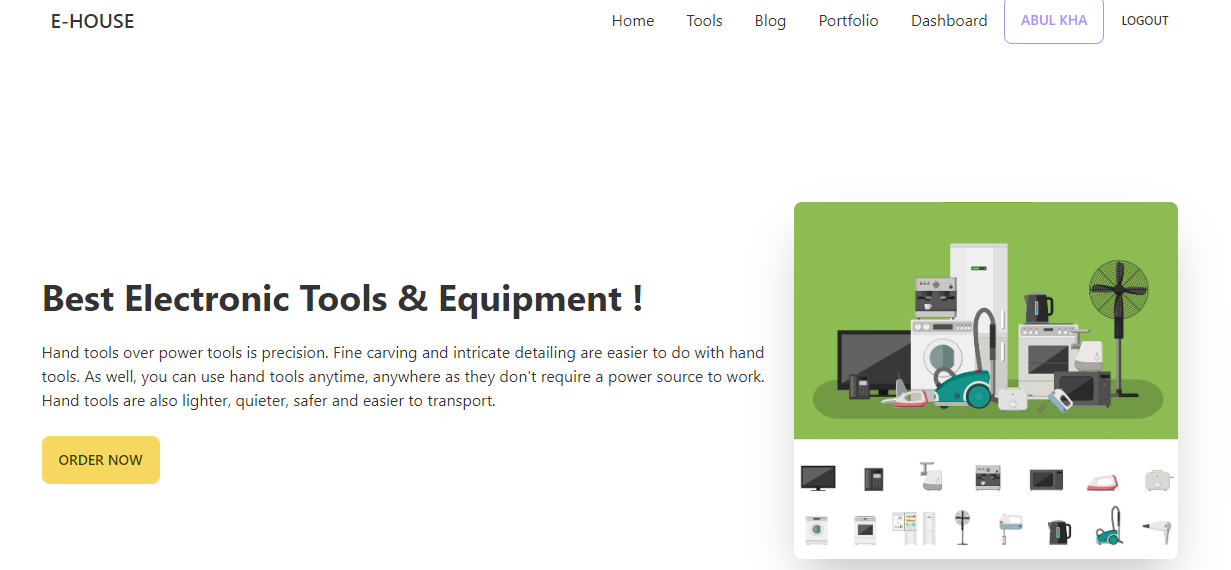 E-HOUSE
Home Tools Blog Portfolio Dashboard ABUL KHA LOGOUT
Best Electronic Tools & Equipment !
Hand tools over power tools is precision. Fine carving and intricate detailing are easier to do with hand
tools. As well, you can use hand tools anytime, anywhere as they don't require a power source to work.
Hand tools are also lighter, quieter, safer and easier to transport.
ORDER NOW